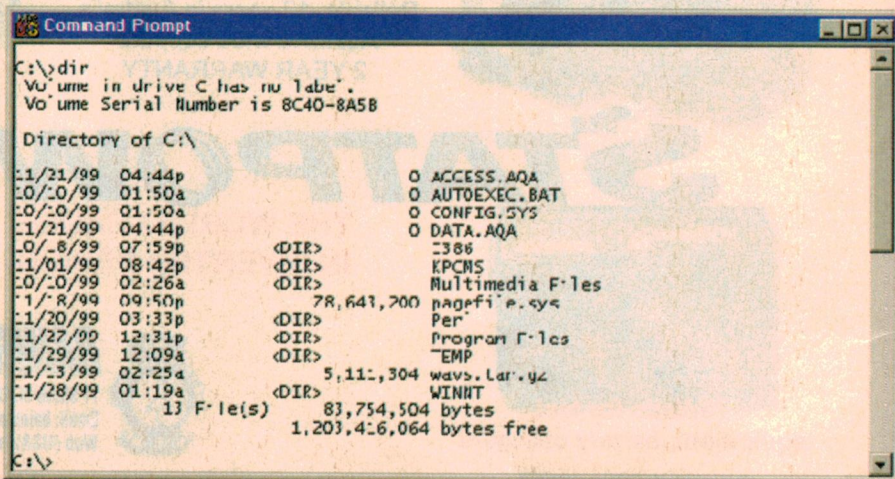 Command Prompt
C:\>dir
Volume in drive C has no label.
Volume Serial Number is 8C40-8A5B
Directory of C:\
11/21/99 04:44p 0 ACCESS.AQA
10/10/99 01:50a 0 AUTOEXEC.BAT
10/10/99 01:50a 0 CONFIG.SYS
11/21/99 04:44p 0 DATA.AQA
10/18/99 07:59p <DIR> I386
11/01/99 08:42p <DIR> KPCMS
10/10/99 02:26a <DIR> Multimedia Files
11/18/99 09:50p 78,643,200 pagefile.sys
11/20/99 03:33p <DIR> Perl
11/27/99 12:31p <DIR> Program Files
11/29/99 12:09a <DIR> TEMP
11/13/99 02:25a 5,111,304 wavs.tar.gz
11/28/99 01:19a <DIR> WINNT
13 File(s) 83,754,504 bytes
1,203,416,064 bytes free
C:\>